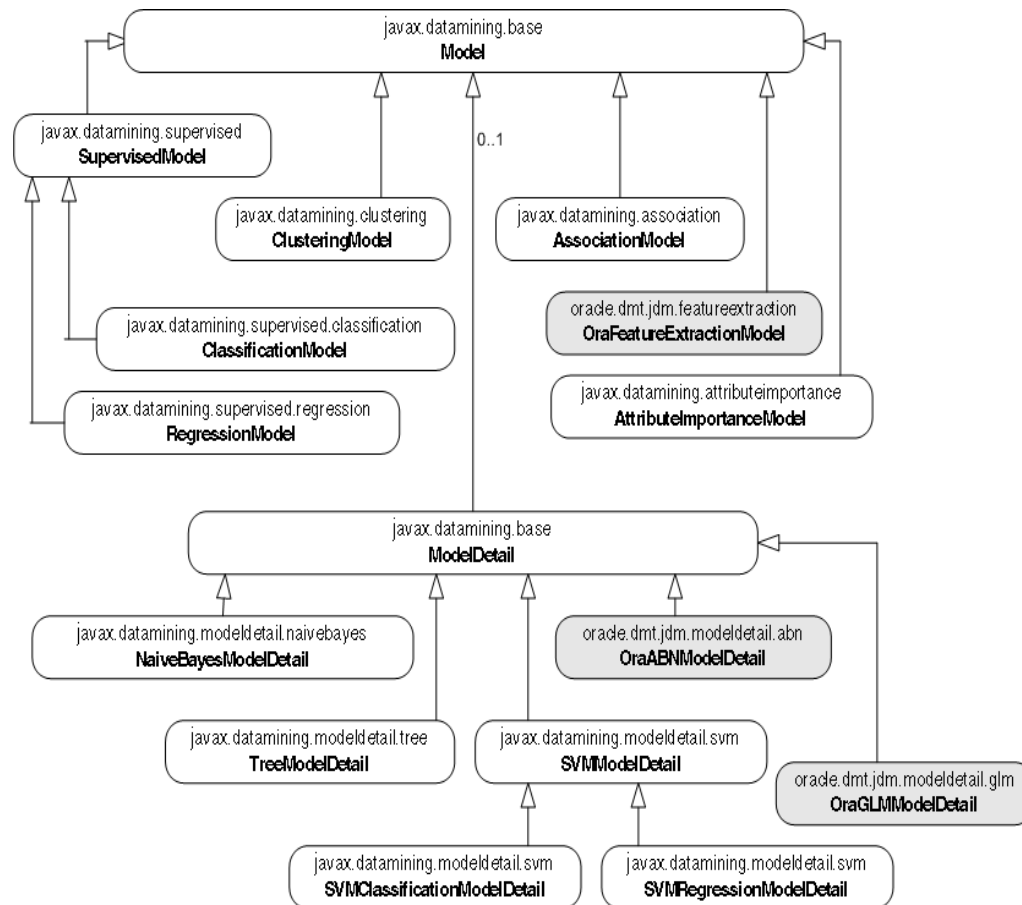 javax.datamining.base
Model
javax.datamining.supervised
SupervisedModel
0..1
javax.datamining.clustering
ClusteringModel
javax.datamining.association
AssociationModel
javax.datamining.supervised.classification
ClassificationModel
oracle.dmt.jdm.featureextraction
OraFeatureExtractionModel
javax.datamining.supervised.regression
RegressionModel
javax.datamining.attributeimportance
AttributeImportanceModel
javax.datamining.base
ModelDetail
javax.datamining.modeldetail.naivebayes
NaiveBayesModelDetail
oracle.dmt.jdm.modeldetail.abn
OraABNModelDetail
javax.datamining.modeldetail.tree
TreeModelDetail
javax.datamining.modeldetail.svm
SVMModelDetail
oracle.dmt.jdm.modeldetail.glm
OraGLMModelDetail
javax.datamining.modeldetail.svm
SVMClassificationModelDetail
javax.datamining.modeldetail.svm
SVMRegressionModelDetail